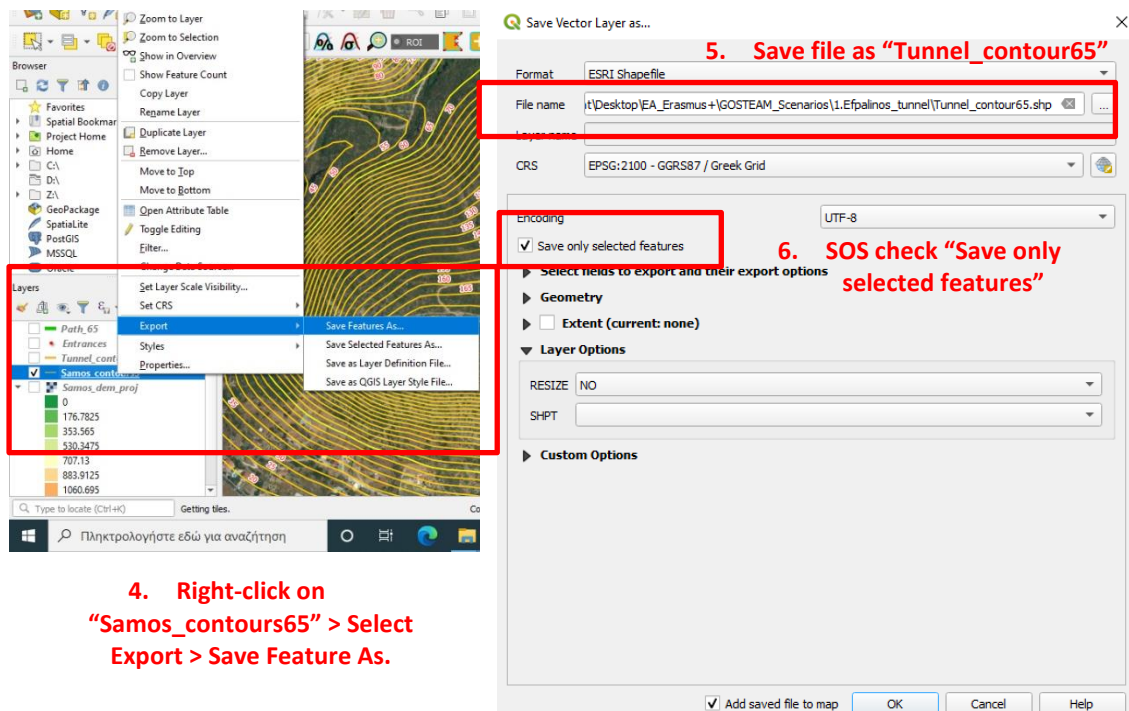 Zoom to Layer
Zoom to Selection
Show in Overview
Show Feature Count
Copy Layer
Rename Layer
Duplicate Layer
Remove Layer...
Move to Top
Move to Bottom
Open Attribute Table
Toggle Editing
Filter...
Change Data Source...
Set Layer Scale Visibility...
Set CRS
Export
Styles
Properties...
Save Features As...
Save Selected Features As...
Save as Layer Definition File...
Save as QGIS Layer Style File...
ROI
Browser
Favorites
Spatial Bookmar
Project Home
Home
C:\
D:\
Z:\
GeoPackage
SpatiaLite
PostGIS
MSSQL
Oracle
Layers
Path_65
Entrances
Tunnel_cont
Samos_contours
Samos_dem_proj
0
176.7825
353.565
530.3475
707.13
883.9125
1060.695
Type to locate (Ctrl+K)
Getting tiles.
Co
Πληκτρολογήστε εδώ για αναζήτηση
4. Right-click on
“Samos_contours65” > Select
Export > Save Feature As.
Save Vector Layer as...
5. Save file as “Tunnel_contour65”
Format ESRI Shapefile
File name t\Desktop\EA_Erasmus+\GOSTEAM_Scenarios\1.Efpalinos_tunnel\Tunnel_contour65.shp ...
Layer name
CRS EPSG:2100 - GGRS87 / Greek Grid
Encoding UTF-8
Save only selected features
6. SOS check “Save only
selected features”
Select fields to export and their export options
Geometry
Extent (current: none)
Layer Options
RESIZE NO
SHPT
Custom Options
Add saved file to map OK Cancel Help